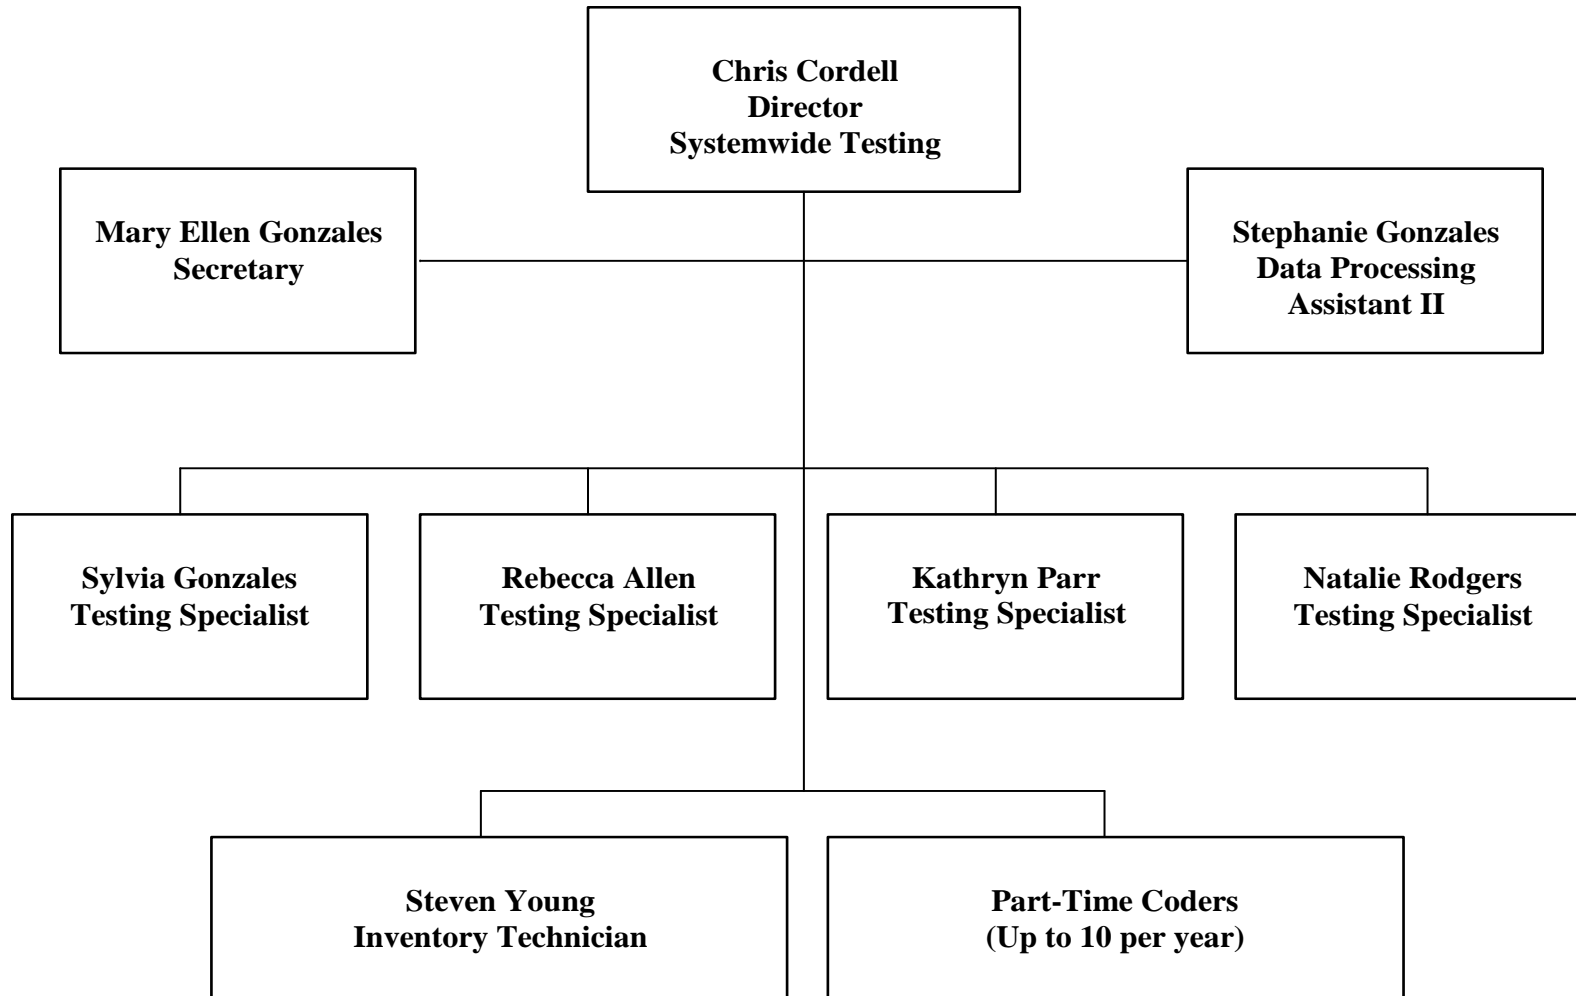 Chris Cordell
Director
Systemwide Testing
Mary Ellen Gonzales
Secretary
Stephanie Gonzales
Data Processing
Assistant II
Sylvia Gonzales
Testing Specialist
Rebecca Allen
Testing Specialist
Kathryn Parr
Testing Specialist
Natalie Rodgers
Testing Specialist
Steven Young
Inventory Technician
Part-Time Coders
(Up to 10 per year)